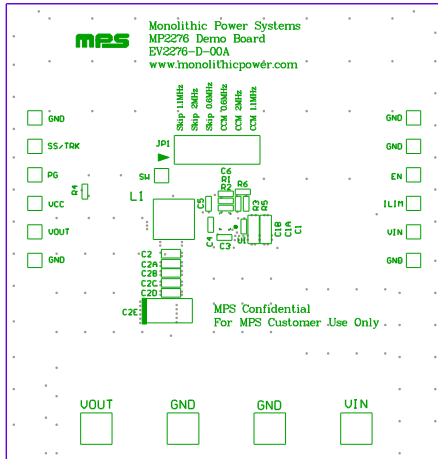 mps
Monolithic Power Systems
MP2276 Demo Board
EV2276-D-00A
www.monolithicpower.com
Skip 1.1MHz
Skip 2MHz
Skip 0.6MHz
CCM 0.6MHz
CCM 2MHz
CCM 1.1MHz
JP1
GND
SS/TRK
PG
VCC
VOUT
GND
R4
SW
L1
C6
R1
R2
R6
C5
C4
C3
U1
R3
R5
C1B
C1A
C1
C2
C2A
C2B
C2C
C2D
C2E
GND
GND
EN
ILIM
VIN
GND
MPS Confidential
For MPS Customer Use Only
VOUT
GND
GND
VIN